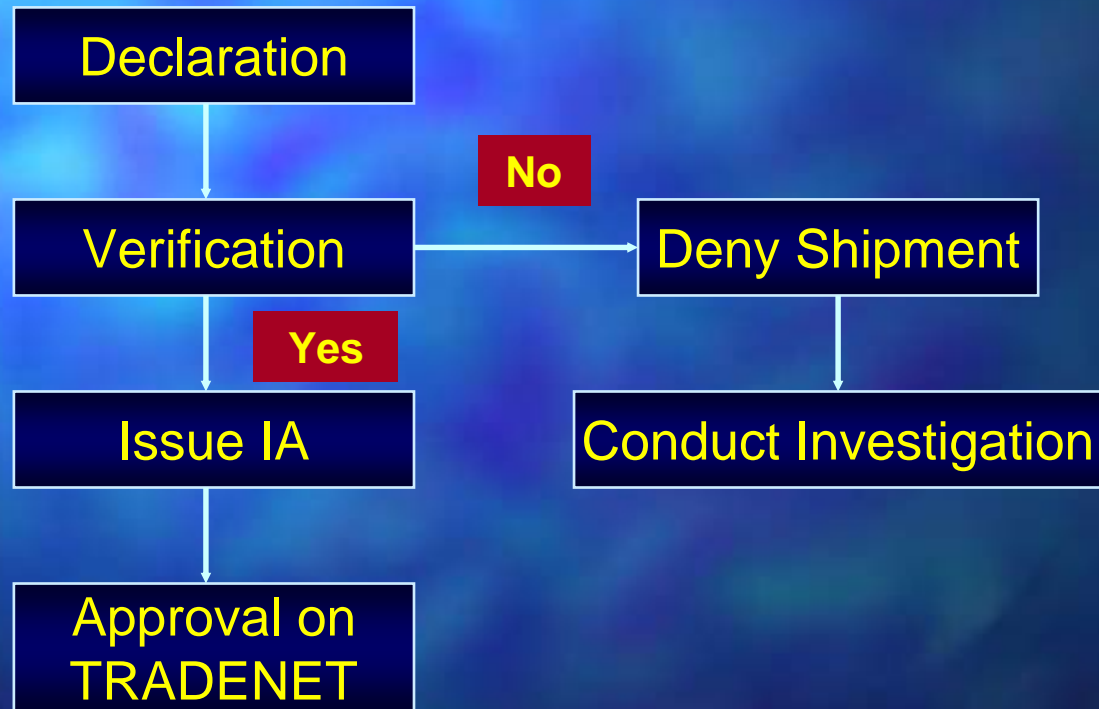 Declaration
No
Verification
Deny Shipment
Yes
Issue IA
Conduct Investigation
Approval on
TRADENET